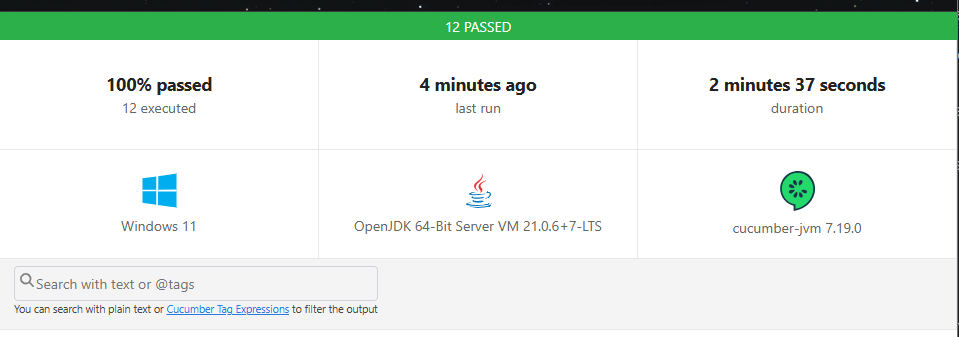 12 PASSED
100% passed
12 executed
4 minutes ago
last run
2 minutes 37 seconds
duration
Windows 11
OpenJDK 64-Bit Server VM 21.0.6+7-LTS
cucumber-jvm 7.19.0
Search with text or @tags
You can search with plain text or Cucumber Tag Expressions to filter the output